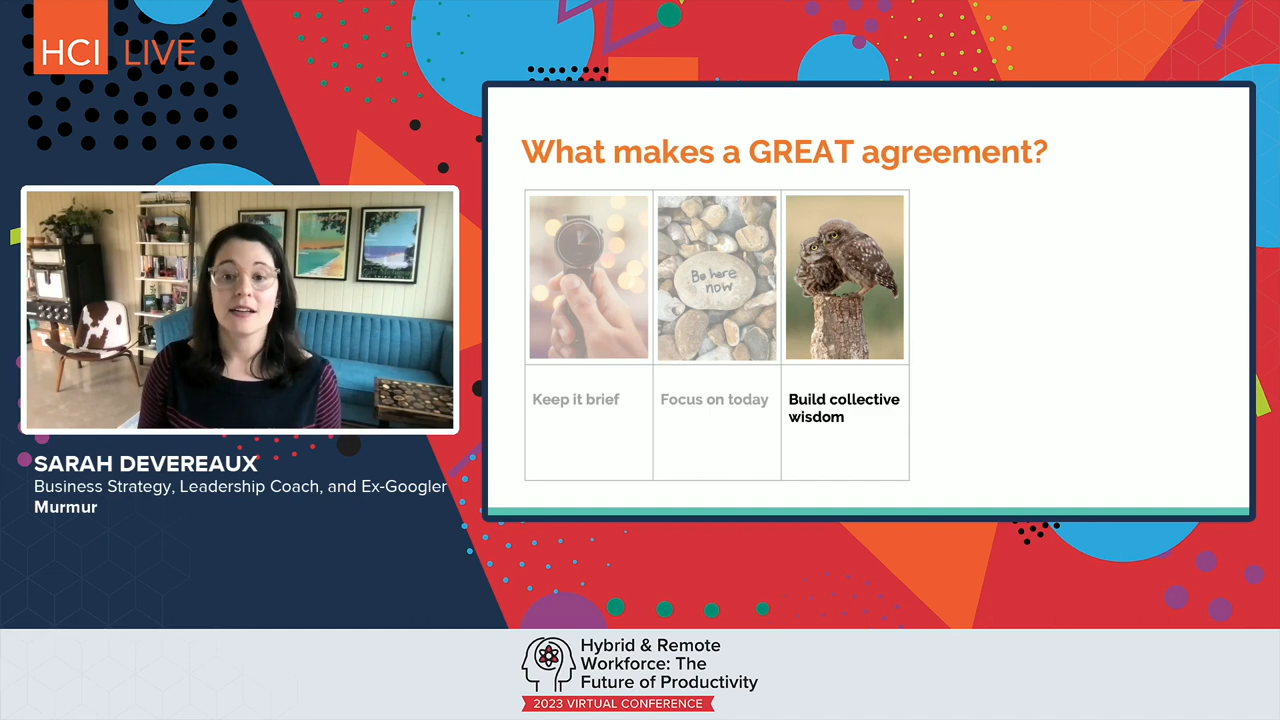 HCI LIVE
What makes a GREAT agreement?
Be here
now
Keep it brief
Focus on today
Build collective
wisdom
SARAH DEVEREAUX
Business Strategy, Leadership Coach, and Ex-Googler
Murmur
Hybrid & Remote
Workforce: The
Future of Productivity
2023 VIRTUAL CONFERENCE